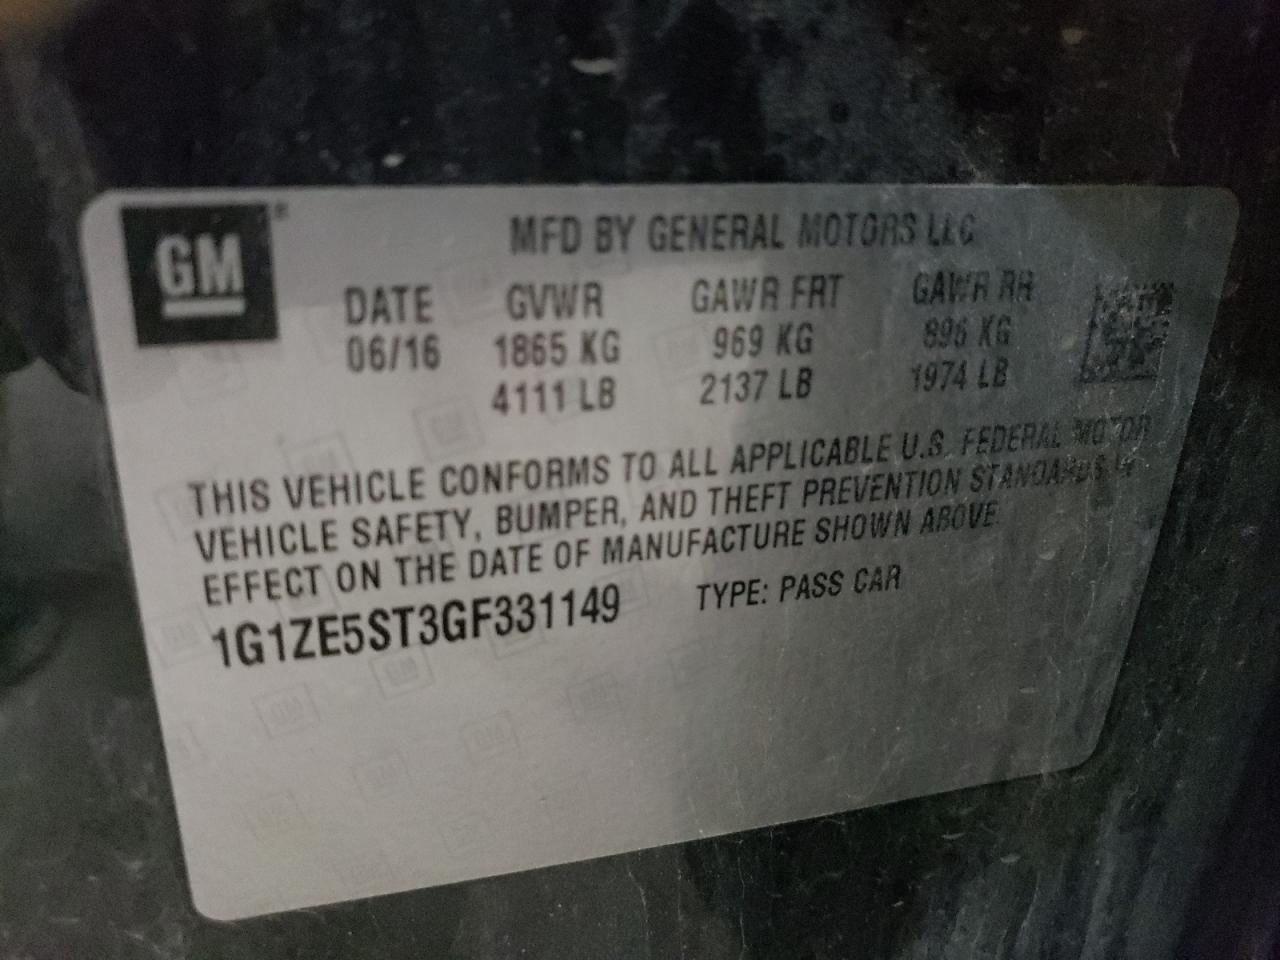 GM ®
MFD BY GENERAL MOTORS LLC
DATE GVWR GAWR FRT GAWR RR
06/16 1865 KG 969 KG 896 KG
4111 LB 2137 LB 1974 LB
THIS VEHICLE CONFORMS TO ALL APPLICABLE U.S. FEDERAL MOTOR
VEHICLE SAFETY, BUMPER, AND THEFT PREVENTION STANDARDS IN
EFFECT ON THE DATE OF MANUFACTURE SHOWN ABOVE.
1G1ZE5ST3GF331149 TYPE: PASS CAR